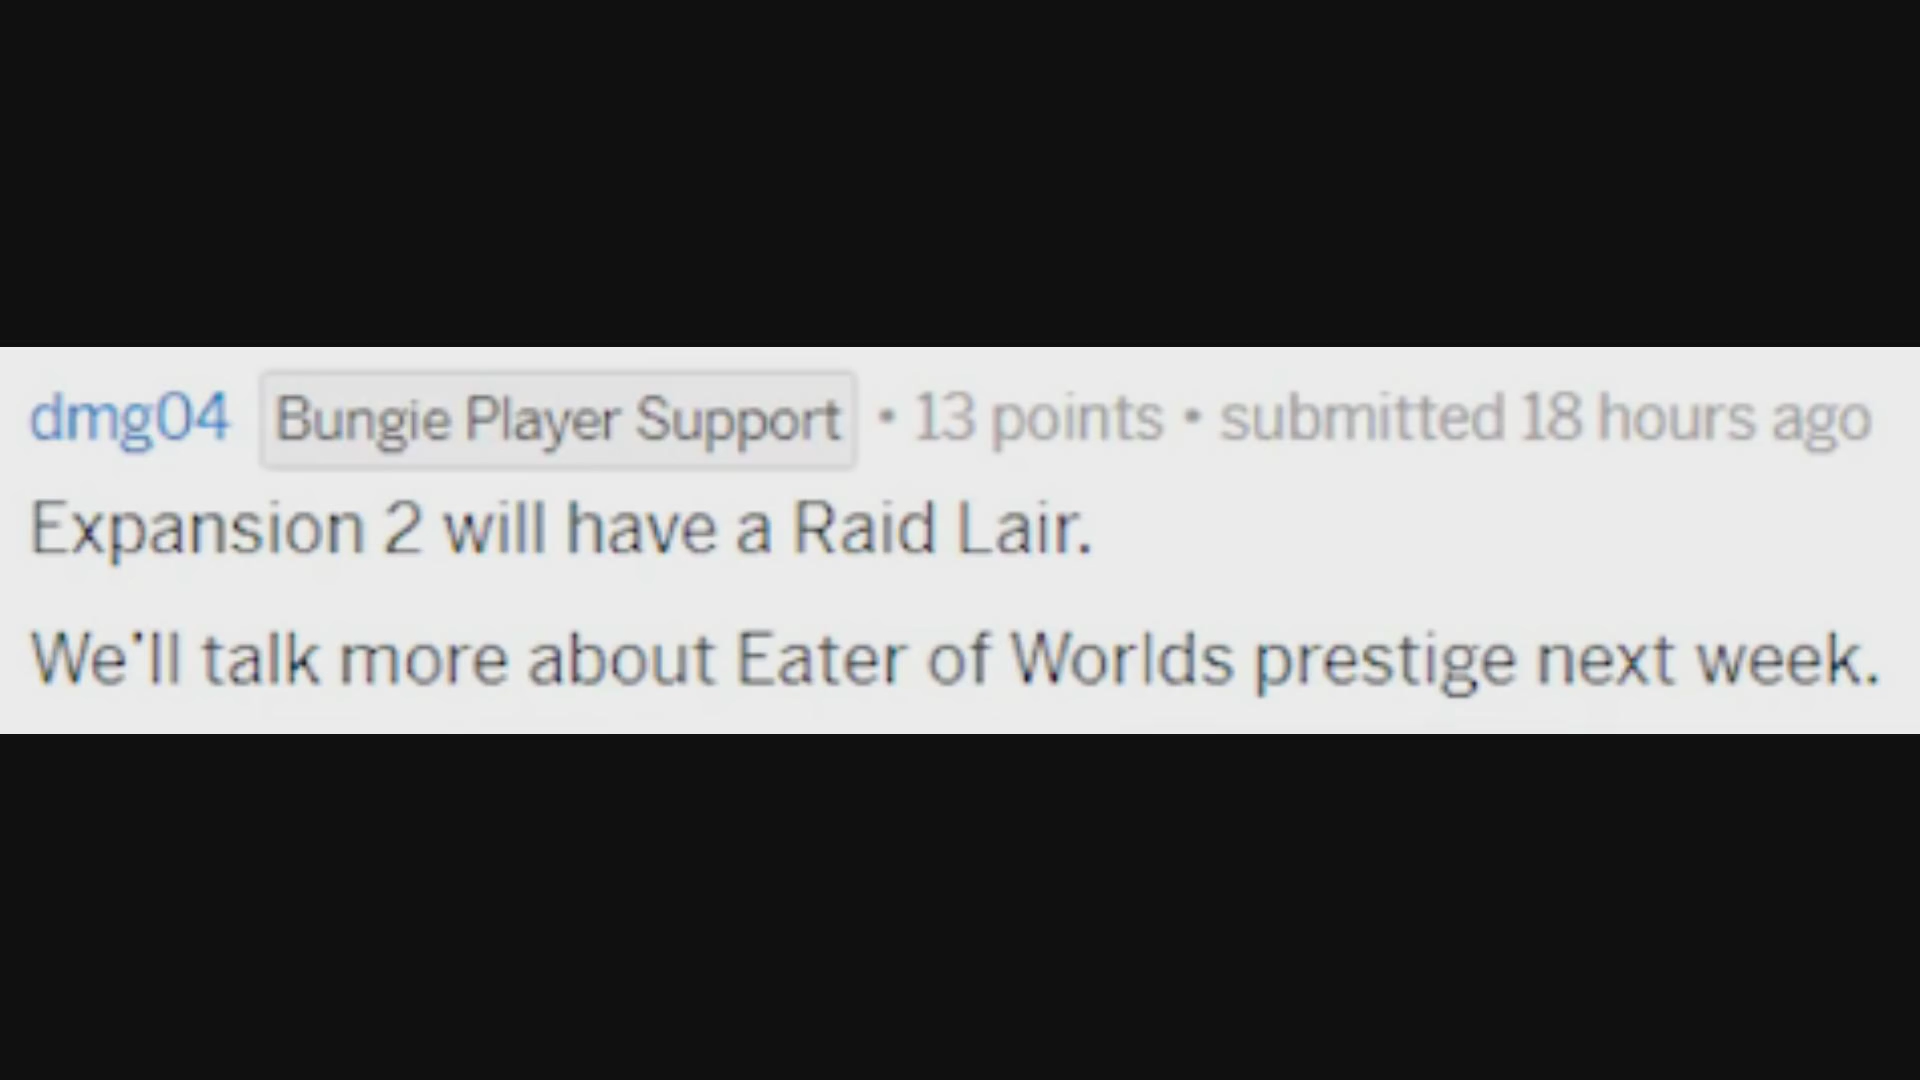 dmg04 Bungie Player Support • 13 points • submitted 18 hours ago
Expansion 2 will have a Raid Lair.
We'll talk more about Eater of Worlds prestige next week.